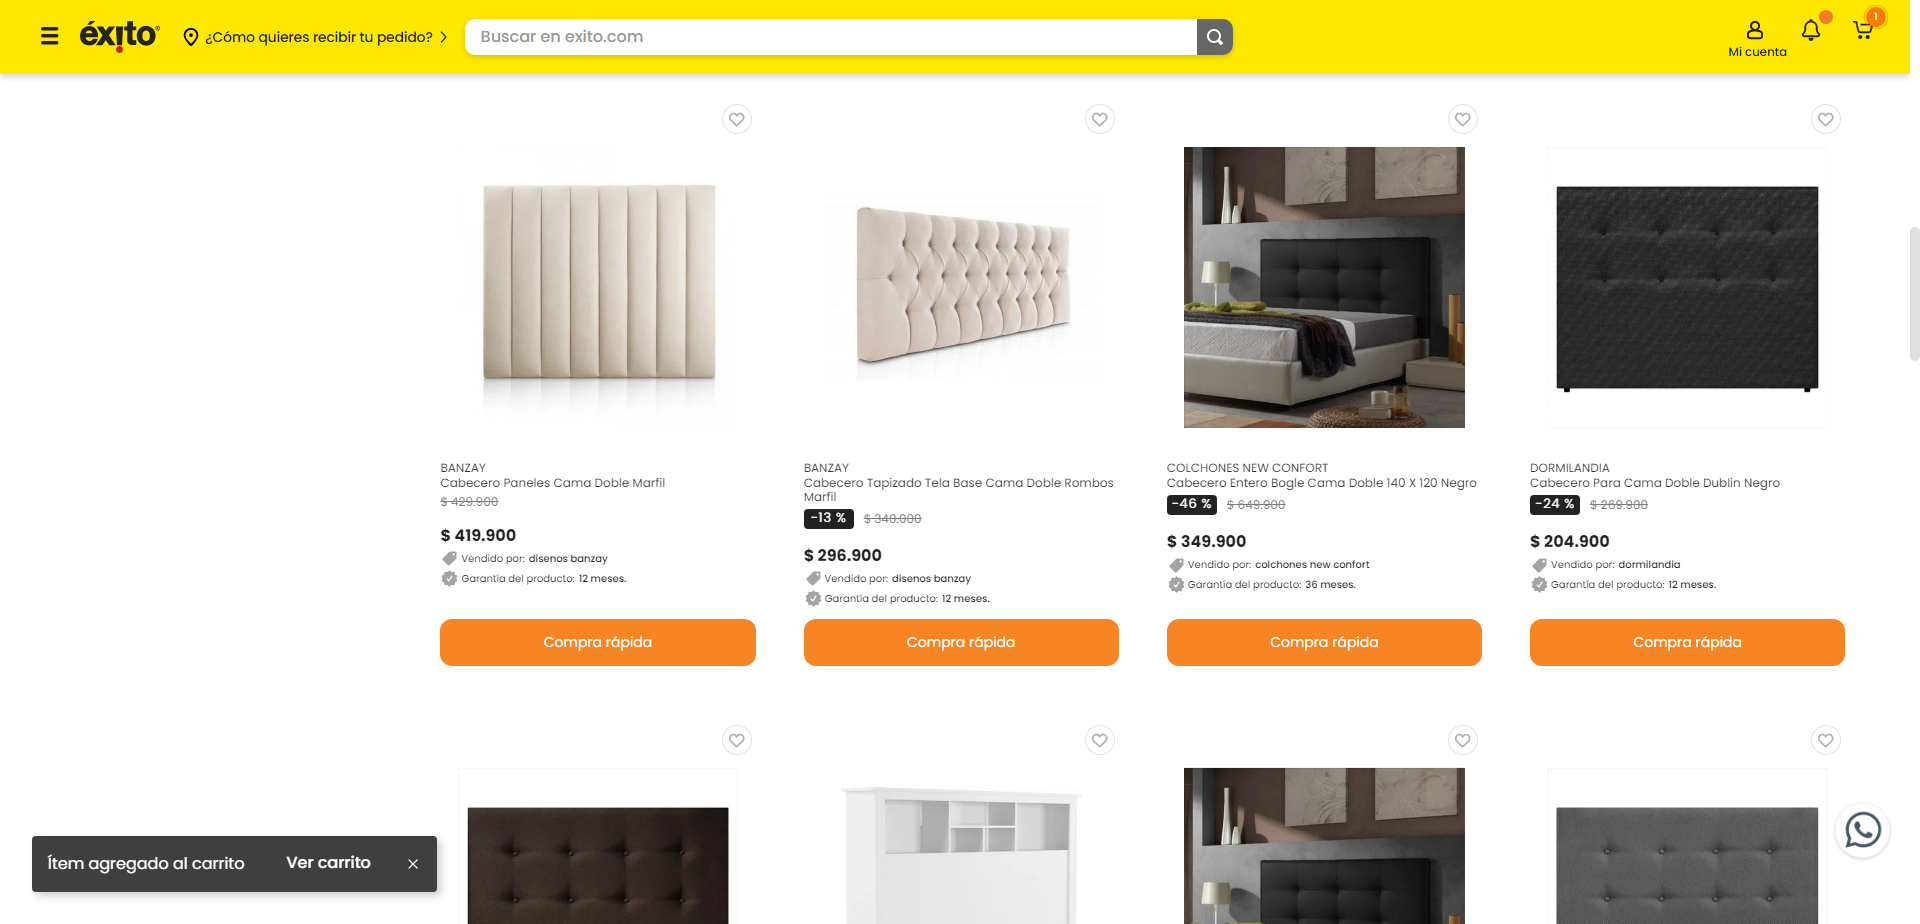 éxito
¿Cómo quieres recibir tu pedido?
Buscar en exito.com
Mi cuenta
1
BANZAY
Cabecero Paneles Cama Doble Marfil
$ 429.900
$ 419.900
Vendido por: disenos banzay
Garantía del producto: 12 meses.
Compra rápida
BANZAY
Cabecero Tapizado Tela Base Cama Doble Rombos
Marfil
-13 % $ 340.000
$ 296.900
Vendido por: disenos banzay
Garantía del producto: 12 meses.
Compra rápida
COLCHONES NEW CONFORT
Cabecero Entero Bogle Cama Doble 140 X 120 Negro
-46 % $ 649.900
$ 349.900
Vendido por: colchones new confort
Garantía del producto: 36 meses.
Compra rápida
DORMILANDIA
Cabecero Para Cama Doble Dublin Negro
-24 % $ 269.900
$ 204.900
Vendido por: dormilandia
Garantía del producto: 12 meses.
Compra rápida
Ítem agregado al carrito Ver carrito